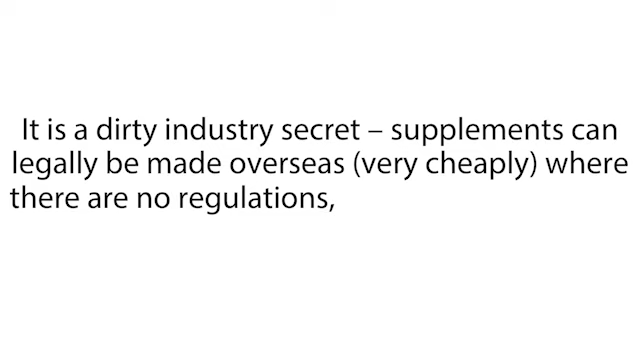 It is a dirty industry secret – supplements can
legally be made overseas (very cheaply) where
there are no regulations,